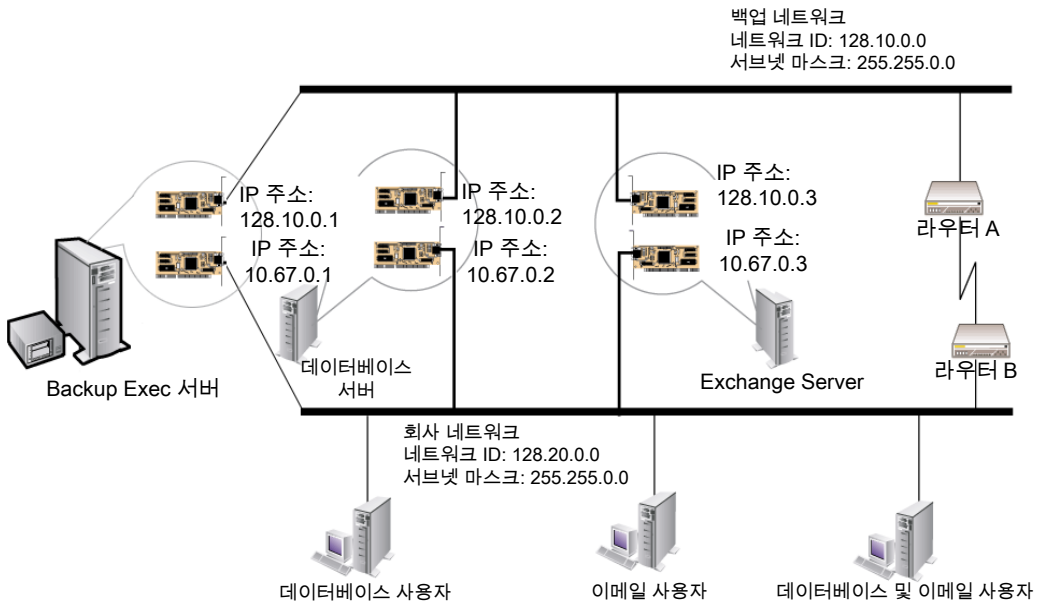 백업 네트워크
네트워크 ID: 128.10.0.0
서브넷 마스크: 255.255.0.0
IP 주소:
128.10.0.1
IP 주소:
10.67.0.1
IP 주소:
128.10.0.2
IP 주소:
10.67.0.2
IP 주소:
128.10.0.3
IP 주소:
10.67.0.3
라우터 A
라우터 B
Backup Exec 서버
데이터베이스
서버
Exchange Server
회사 네트워크
네트워크 ID: 128.20.0.0
서브넷 마스크: 255.255.0.0
데이터베이스 사용자
이메일 사용자
데이터베이스 및 이메일 사용자